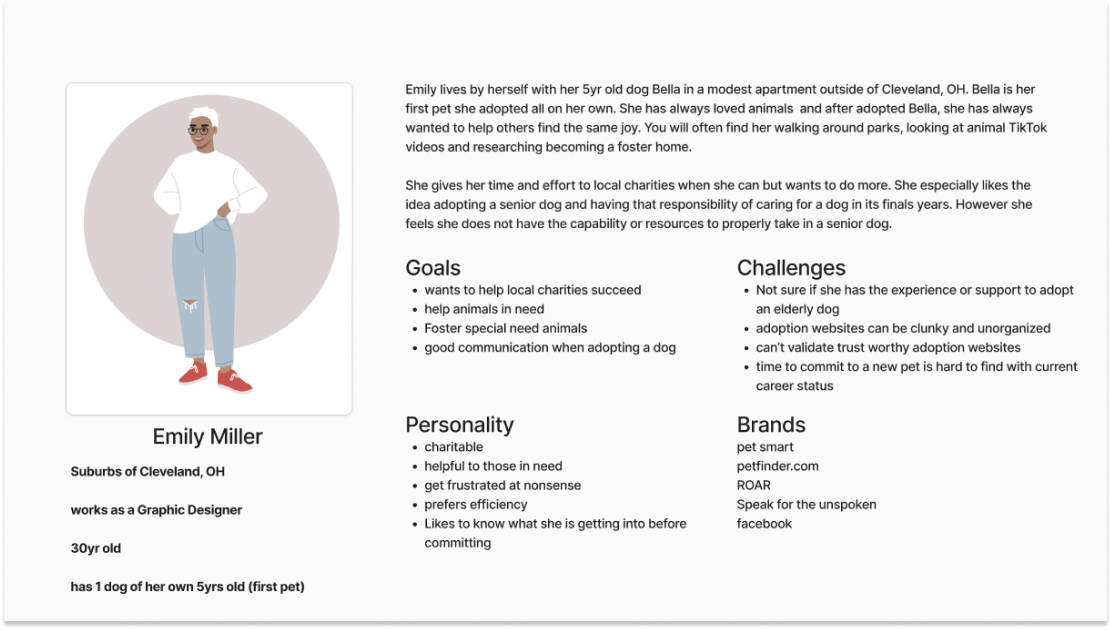 Emily lives by herself with her 5yr old dog Bella in a modest apartment outside of Cleveland, OH. Bella is her
first pet she adopted all on her own. She has always loved animals  and after adopted Bella, she has always
wanted to help others find the same joy. You will often find her walking around parks, looking at animal TikTok
videos and researching becoming a foster home.
She gives her time and effort to local charities when she can but wants to do more. She especially likes the
idea adopting a senior dog and having that responsibility of caring for a dog in its finals years. However she
feels she does not have the capability or resources to properly take in a senior dog.
Goals
• wants to help local charities succeed
• help animals in need
• Foster special need animals
• good communication when adopting a dog
Challenges
• Not sure if she has the experience or support to adopt
an elderly dog
• adoption websites can be clunky and unorganized
• can't validate trust worthy adoption websites
• time to commit to a new pet is hard to find with current
career status
Emily Miller
Suburbs of Cleveland, OH
works as a Graphic Designer
30yr old
has 1 dog of her own 5yrs old (first pet)
Personality
• charitable
• helpful to those in need
• get frustrated at nonsense
• prefers efficiency
• Likes to know what she is getting into before
committing
Brands
pet smart
petfinder.com
ROAR
Speak for the unspoken
facebook